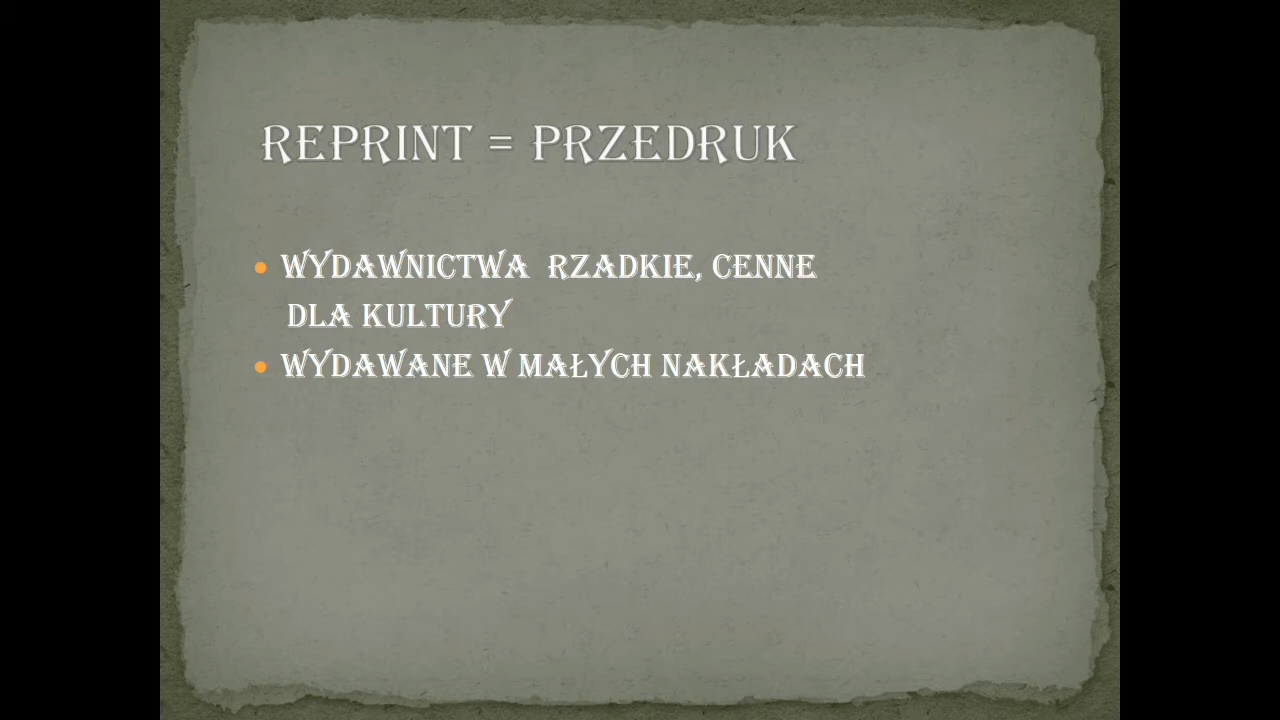 REPRINT = PRZEDRUK
• WYDAWNICTWA RZADKIE, CENNE
DLA KULTURY
• WYDAWANE W MAŁYCH NAKŁADACH